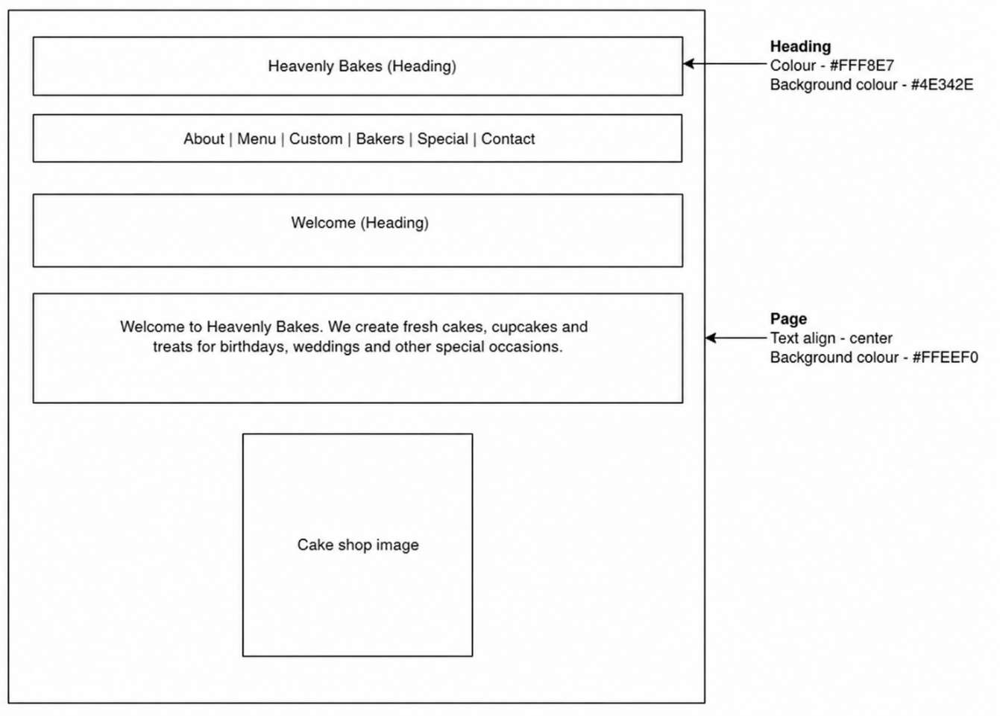 Heavenly Bakes (Heading)
Heading
Colour - #FFF8E7
Background colour - #4E342E
About | Menu | Custom | Bakers | Special | Contact
Welcome (Heading)
Welcome to Heavenly Bakes. We create fresh cakes, cupcakes and
treats for birthdays, weddings and other special occasions.
Page
Text align - center
Background colour - #FFEEF0
Cake shop image